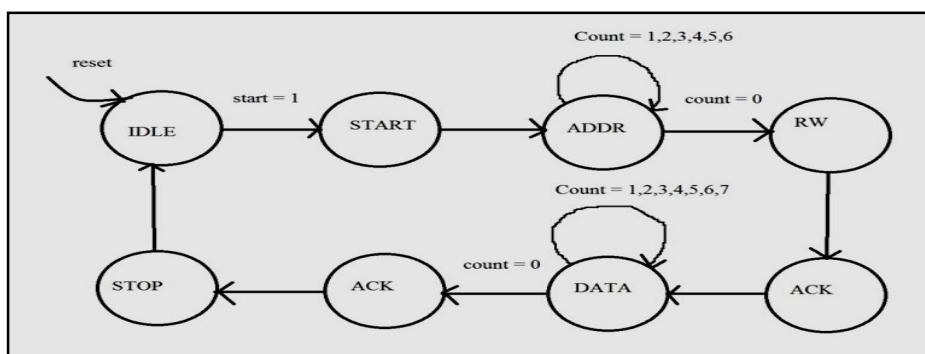 Count = 1,2,3,4,5,6
reset
start = 1
count = 0
IDLE
START
ADDR
RW
Count = 1,2,3,4,5,6,7
count = 0
STOP
ACK
DATA
ACK